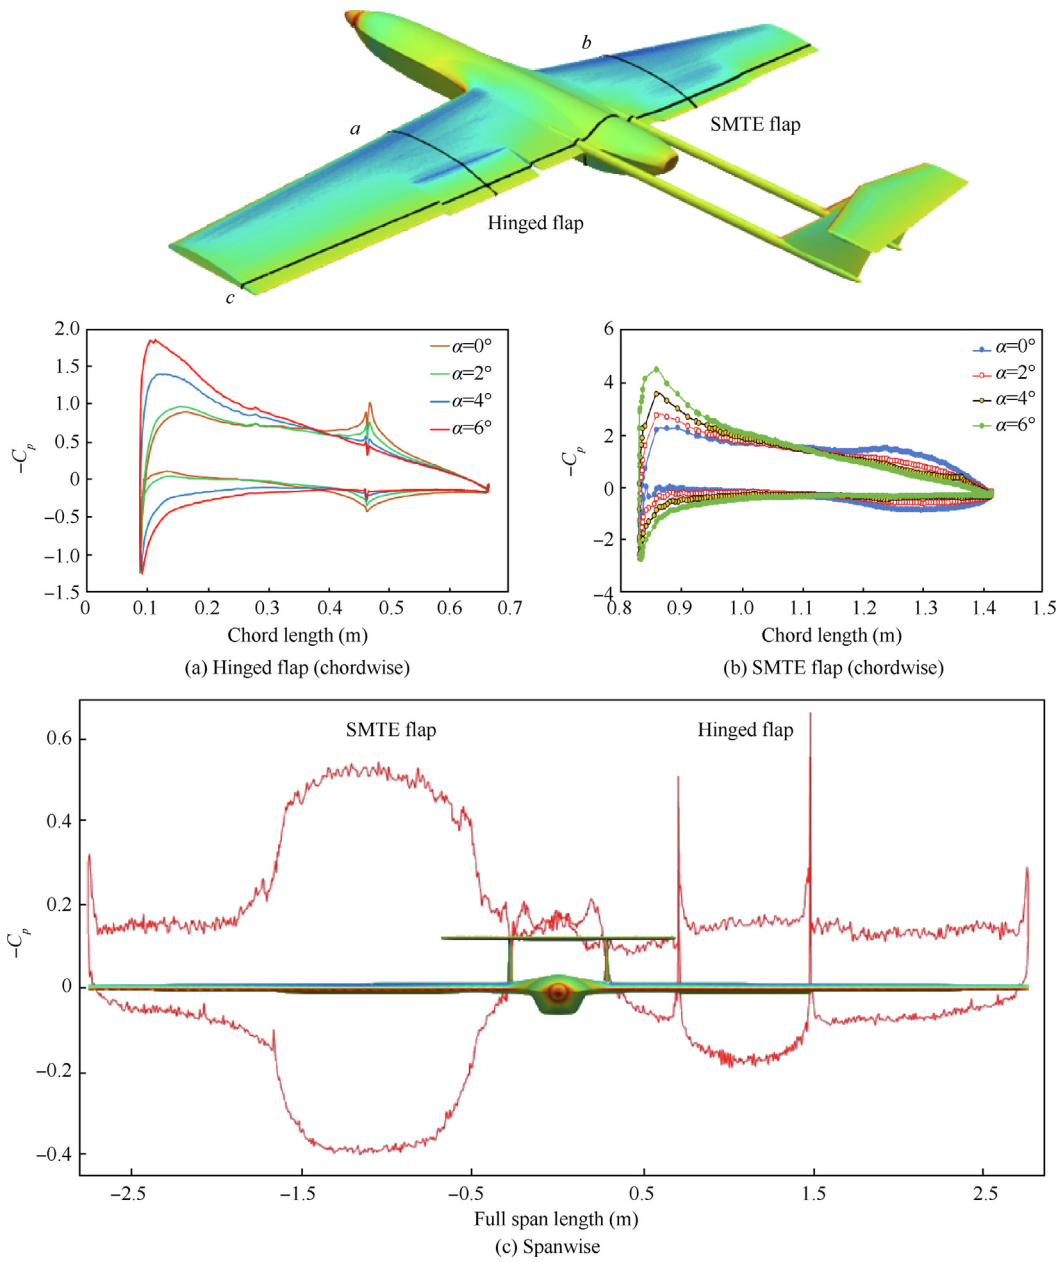 b
a
SMTE flap
Hinged flap
c
−C_p
2.0
1.5
1.0
0.5
0
−0.5
−1.0
−1.5
0
0.1
0.2
0.3
0.4
0.5
0.6
0.7
α=0°
α=2°
α=4°
α=6°
Chord length (m)
(a) Hinged flap (chordwise)
−C_p
6
4
2
0
−2
−4
0.8
0.9
1.0
1.1
1.2
1.3
1.4
1.5
α=0°
α=2°
α=4°
α=6°
Chord length (m)
(b) SMTE flap (chordwise)
SMTE flap
Hinged flap
−C_p
0.6
0.4
0.2
0
−0.2
−0.4
−2.5
−1.5
−0.5
0.5
1.5
2.5
Full span length (m)
(c) Spanwise